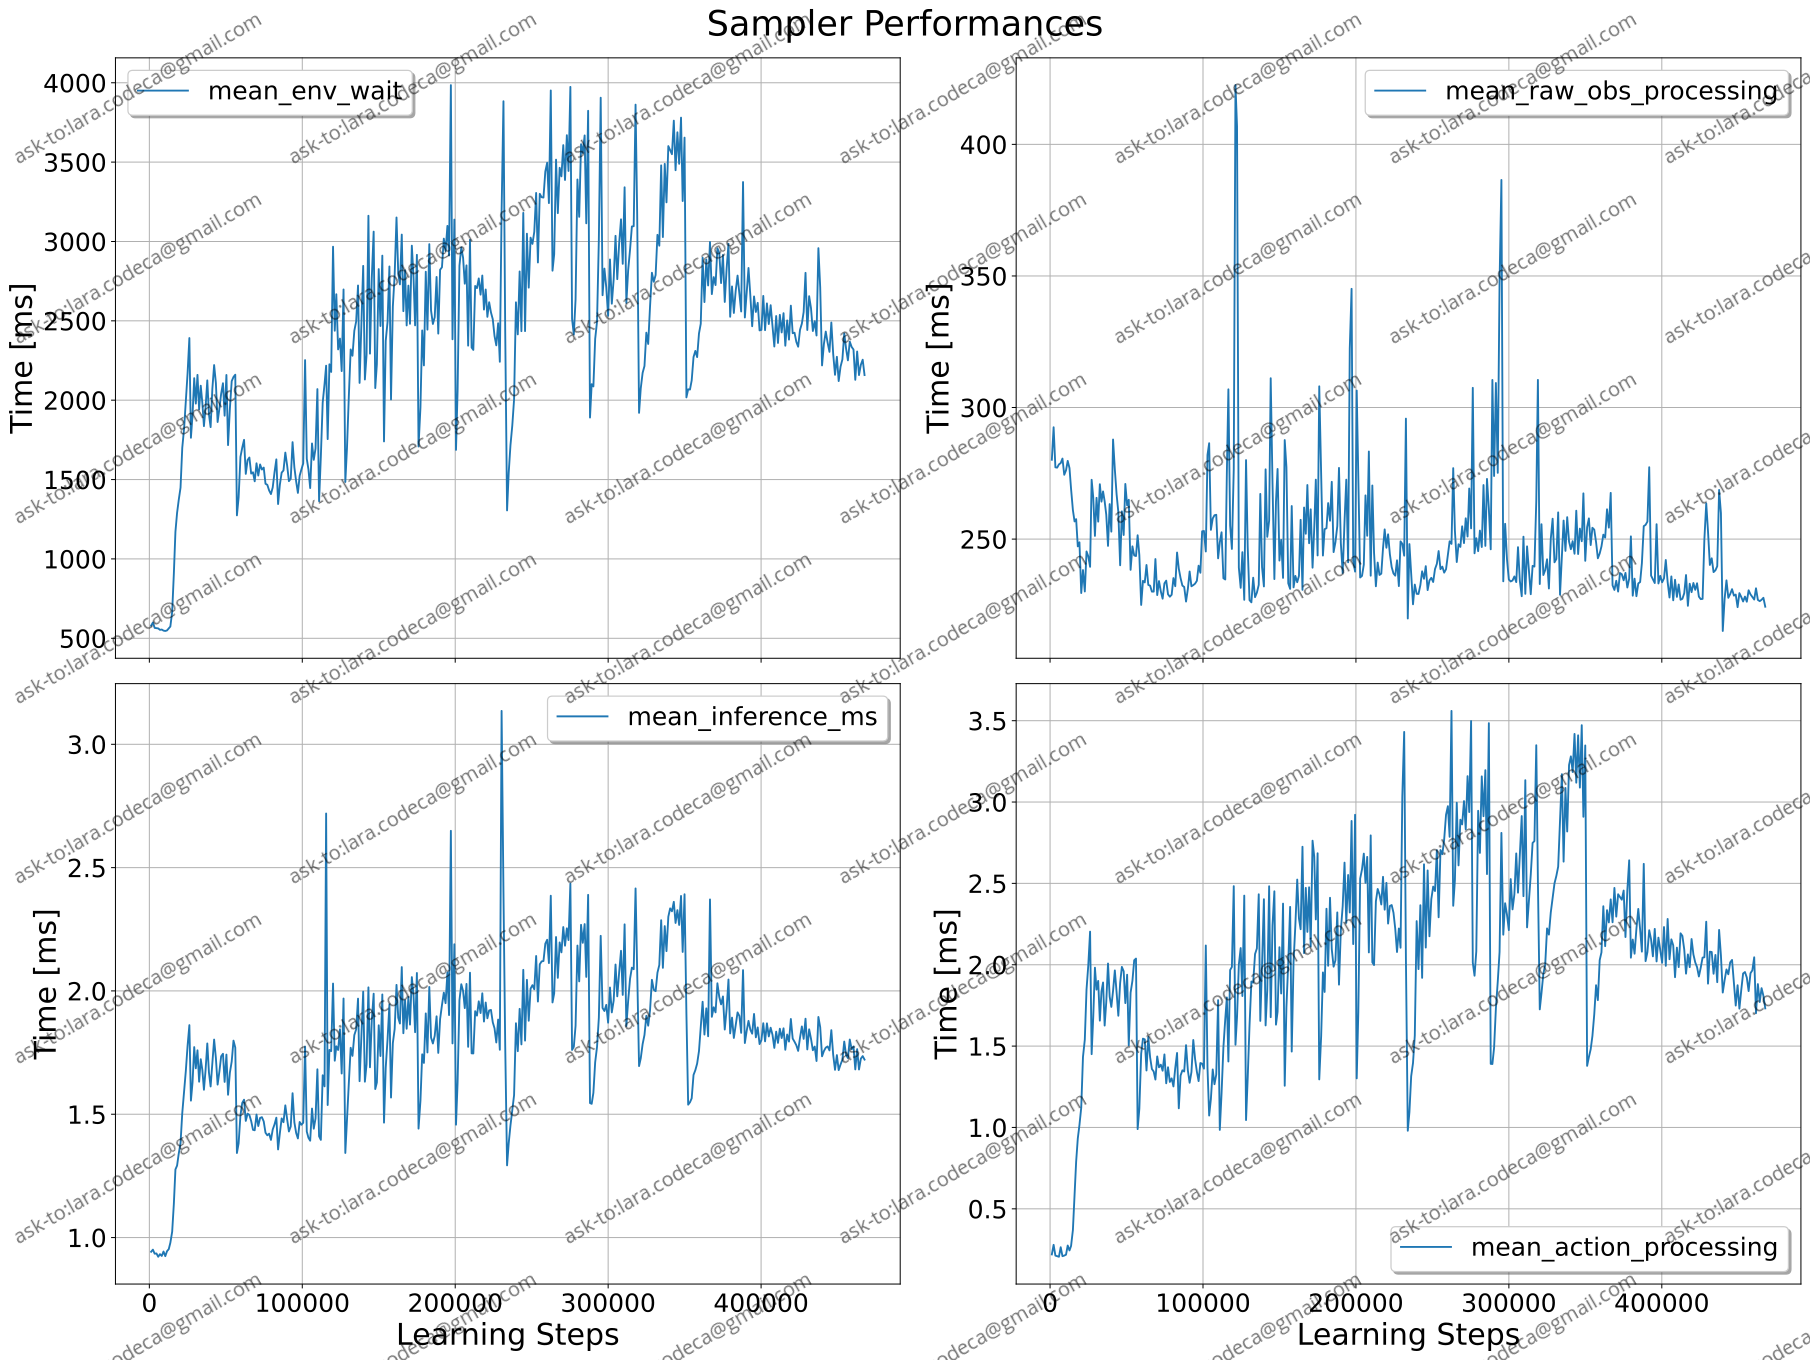 Sampler Performances
Time [ms]
4000
3500
3000
2500
2000
1500
1000
500
mean_env_wait
Time [ms]
400
350
300
250
mean_raw_obs_processing
Time [ms]
3.0
2.5
2.0
1.5
1.0
mean_inference_ms
0
100000
200000
300000
400000
Learning Steps
Time [ms]
3.5
3.0
2.5
2.0
1.5
1.0
0.5
mean_action_processing
0
100000
200000
300000
400000
Learning Steps
ask-to:lara.codeca@gmail.com